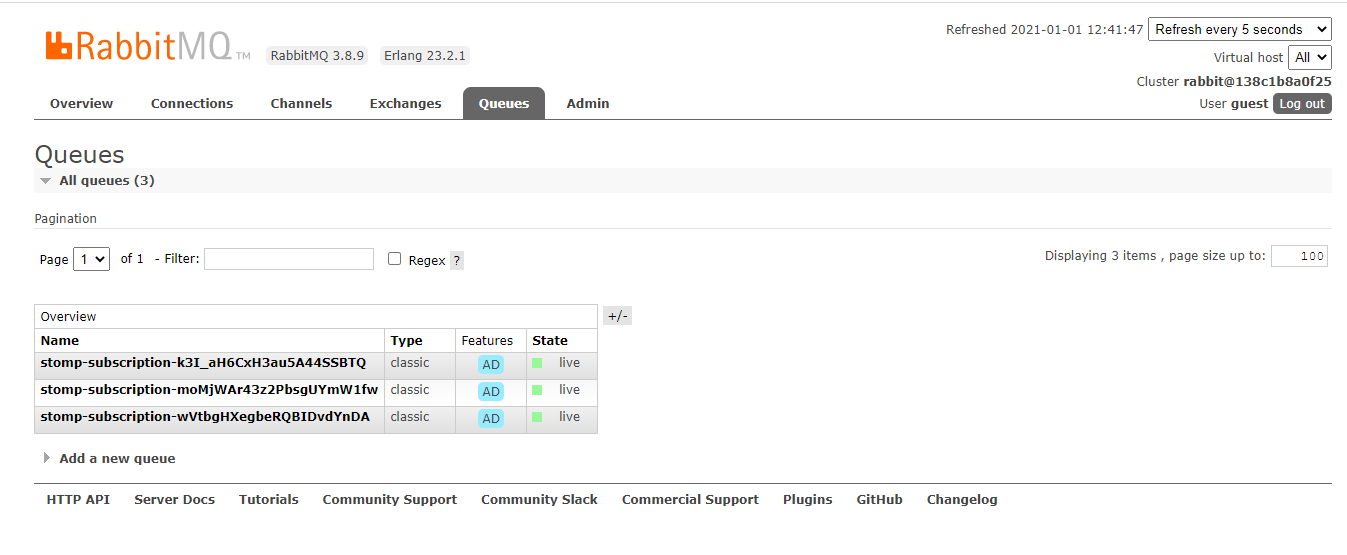 Refreshed 2021-01-01 12:41:47 Refresh every 5 seconds
RabbitMQ TM RabbitMQ 3.8.9 Erlang 23.2.1
Virtual host All
Cluster rabbit@138c1b8a0f25
User guest Log out
Overview Connections Channels Exchanges Queues Admin
Queues
All queues (3)
Pagination
Page 1 of 1 - Filter: Regex ?
Displaying 3 items , page size up to: 100
Overview +/-
Name Type Features State
stomp-subscription-k3I_aH6CxH3au5A44SSBTQ classic AD live
stomp-subscription-moMjWAr43z2PbsgUYmW1fw classic AD live
stomp-subscription-wVtbgHXegbeRQBIDvdYnDA classic AD live
Add a new queue
HTTP API Server Docs Tutorials Community Support Community Slack Commercial Support Plugins GitHub Changelog